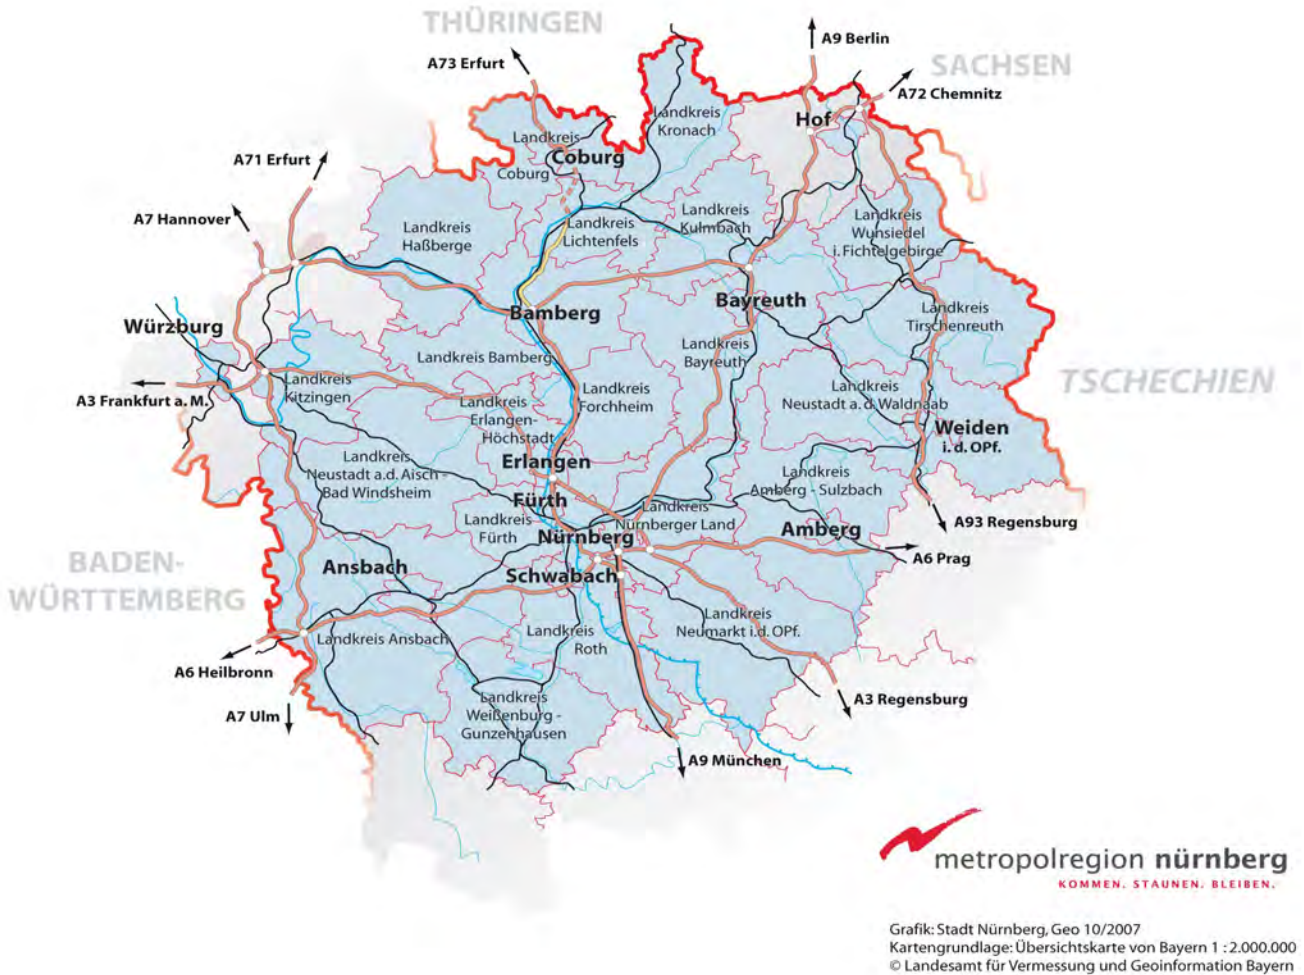 THÜRINGEN
A9 Berlin
A73 Erfurt
SACHSEN
A72 Chemnitz
Landkreis
Kronach
Hof
Landkreis
Coburg
Coburg
A71 Erfurt
A7 Hannover
Landkreis
Haßberge
Landkreis
Lichtenfels
Landkreis
Kulmbach
Landkreis
Wunsiedel
i. Fichtelgebirge
Bayreuth
Bamberg
Würzburg
Landkreis
Tirschenreuth
Landkreis Bamberg
Landkreis
Bayreuth
TSCHECHIEN
Landkreis
Kitzingen
A3 Frankfurt a. M.
Landkreis
Forchheim
Landkreis
Neustadt a. d. Waldnaab
Landkreis
Erlangen-
Höchstadt
Weiden
i. d. OPf.
Landkreis
Neustadt a.d. Aisch -
Bad Windsheim
Erlangen
Landkreis
Amberg - Sulzbach
Fürth
Landkreis
Fürth
Landkreis
Nürnberger Land
A93 Regensburg
Nürnberg
Amberg
A6 Prag
BADEN-
WÜRTTEMBERG
Ansbach
Schwabach
Landkreis
Neumarkt i.d. OPf.
Landkreis Ansbach
Landkreis
Roth
A6 Heilbronn
A3 Regensburg
A7 Ulm
Landkreis
Weißenburg -
Gunzenhausen
A9 München
metropolregion nürnberg
KOMMEN. STAUNEN. BLEIBEN.
Grafik: Stadt Nürnberg, Geo 10/2007
Kartengrundlage: Übersichtskarte von Bayern 1 : 2.000.000
© Landesamt für Vermessung und Geoinformation Bayern